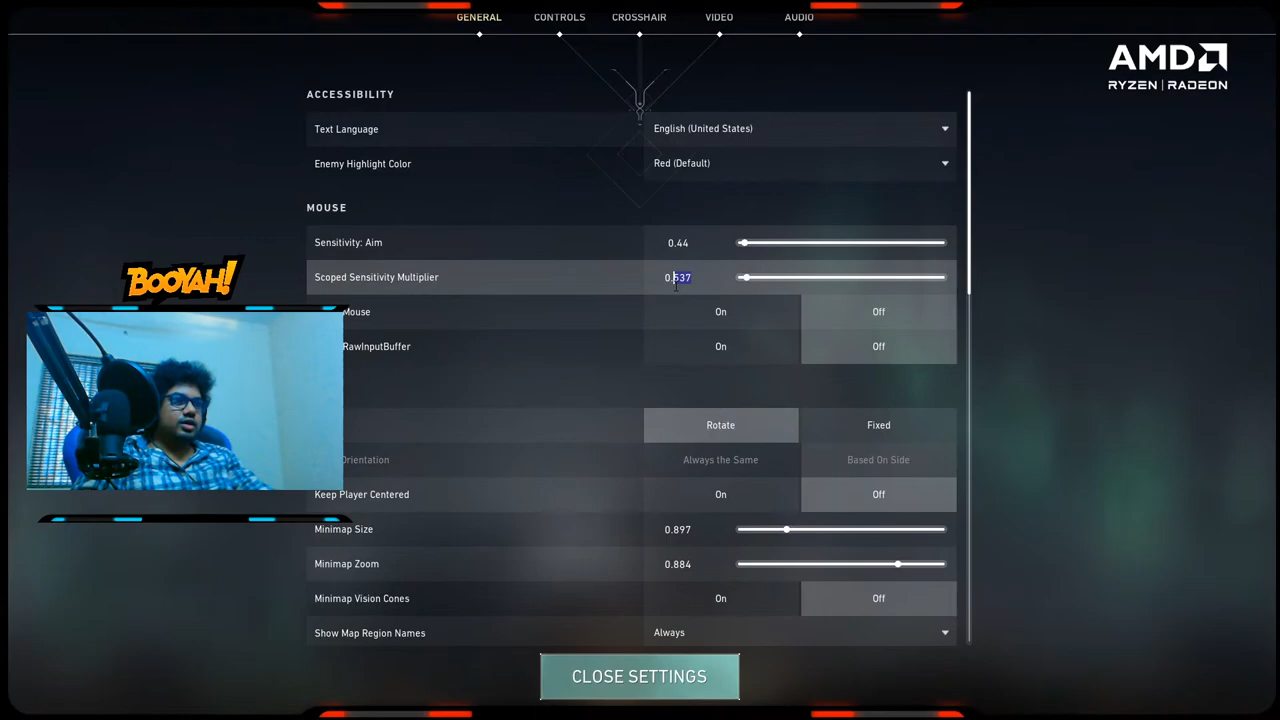 GENERAL CONTROLS CROSSHAIR VIDEO AUDIO
AMD
RYZEN | RADEON
ACCESSIBILITY
Text Language English (United States)
Enemy Highlight Color Red (Default)
MOUSE
Sensitivity: Aim 0.44
Scoped Sensitivity Multiplier 0.537
BOOYAH!
Mouse On Off
RawInputBuffer On Off
Rotate Fixed
Orientation Always the Same Based On Side
Keep Player Centered On Off
Minimap Size 0.897
Minimap Zoom 0.884
Minimap Vision Cones On Off
Show Map Region Names Always
CLOSE SETTINGS